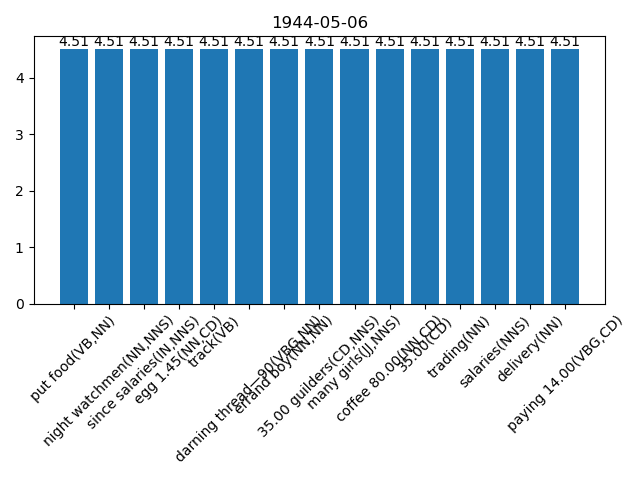 1944-05-06
4.51 4.51 4.51 4.51 4.51 4.51 4.51 4.51 4.51 4.51 4.51 4.51 4.51 4.51 4.51
4
3
2
1
0
put food(VB,NN)
night watchmen(NN,NNS)
since salaries(IN,NNS)
egg 1.45(NN,CD)
track(VB)
darning thread—90(VBG,NN)
errand boy(NN,NN)
35.00 guilders(CD,NNS)
many girls(JJ,NNS)
coffee 80.00(NN,CD)
35.00(CD)
trading(NN)
salaries(NNS)
delivery(NN)
paying 14.00(VBG,CD)